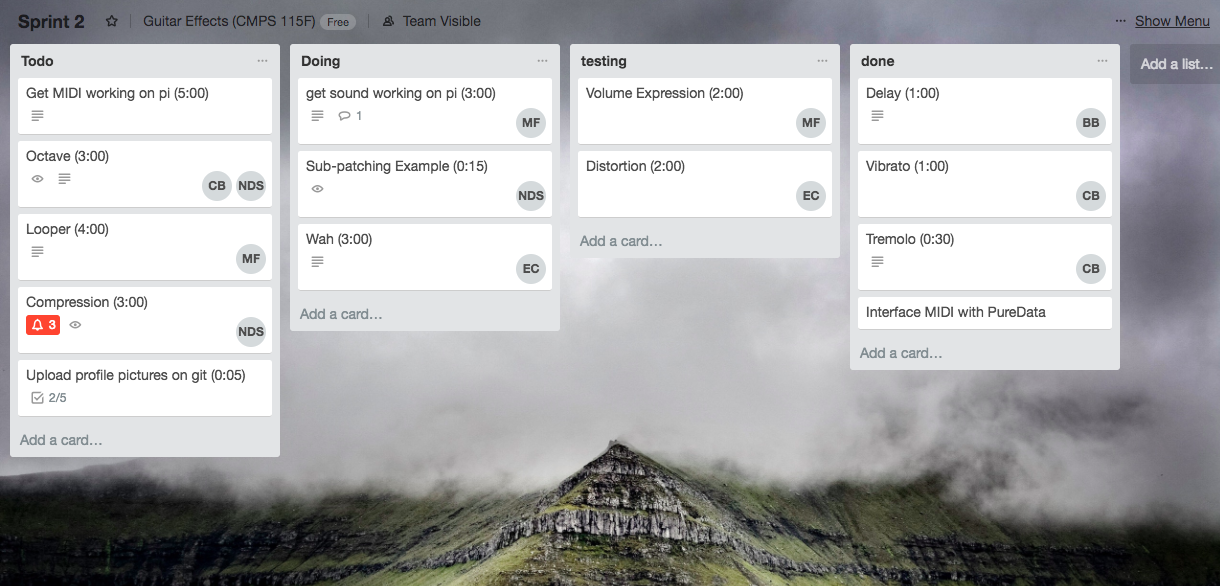 Sprint 2
Guitar Effects (CMPS 115F) Free
Team Visible
··· Show Menu
Todo ···
Get MIDI working on pi (5:00)
Octave (3:00)
CB NDS
Looper (4:00)
MF
Compression (3:00)
3
NDS
Upload profile pictures on git (0:05)
2/5
Add a card…
Doing ···
get sound working on pi (3:00)
1
MF
Sub-patching Example (0:15)
NDS
Wah (3:00)
EC
Add a card…
testing ···
Volume Expression (2:00)
MF
Distortion (2:00)
EC
Add a card…
done ···
Delay (1:00)
BB
Vibrato (1:00)
CB
Tremolo (0:30)
CB
Interface MIDI with PureData
Add a card…
Add a list…